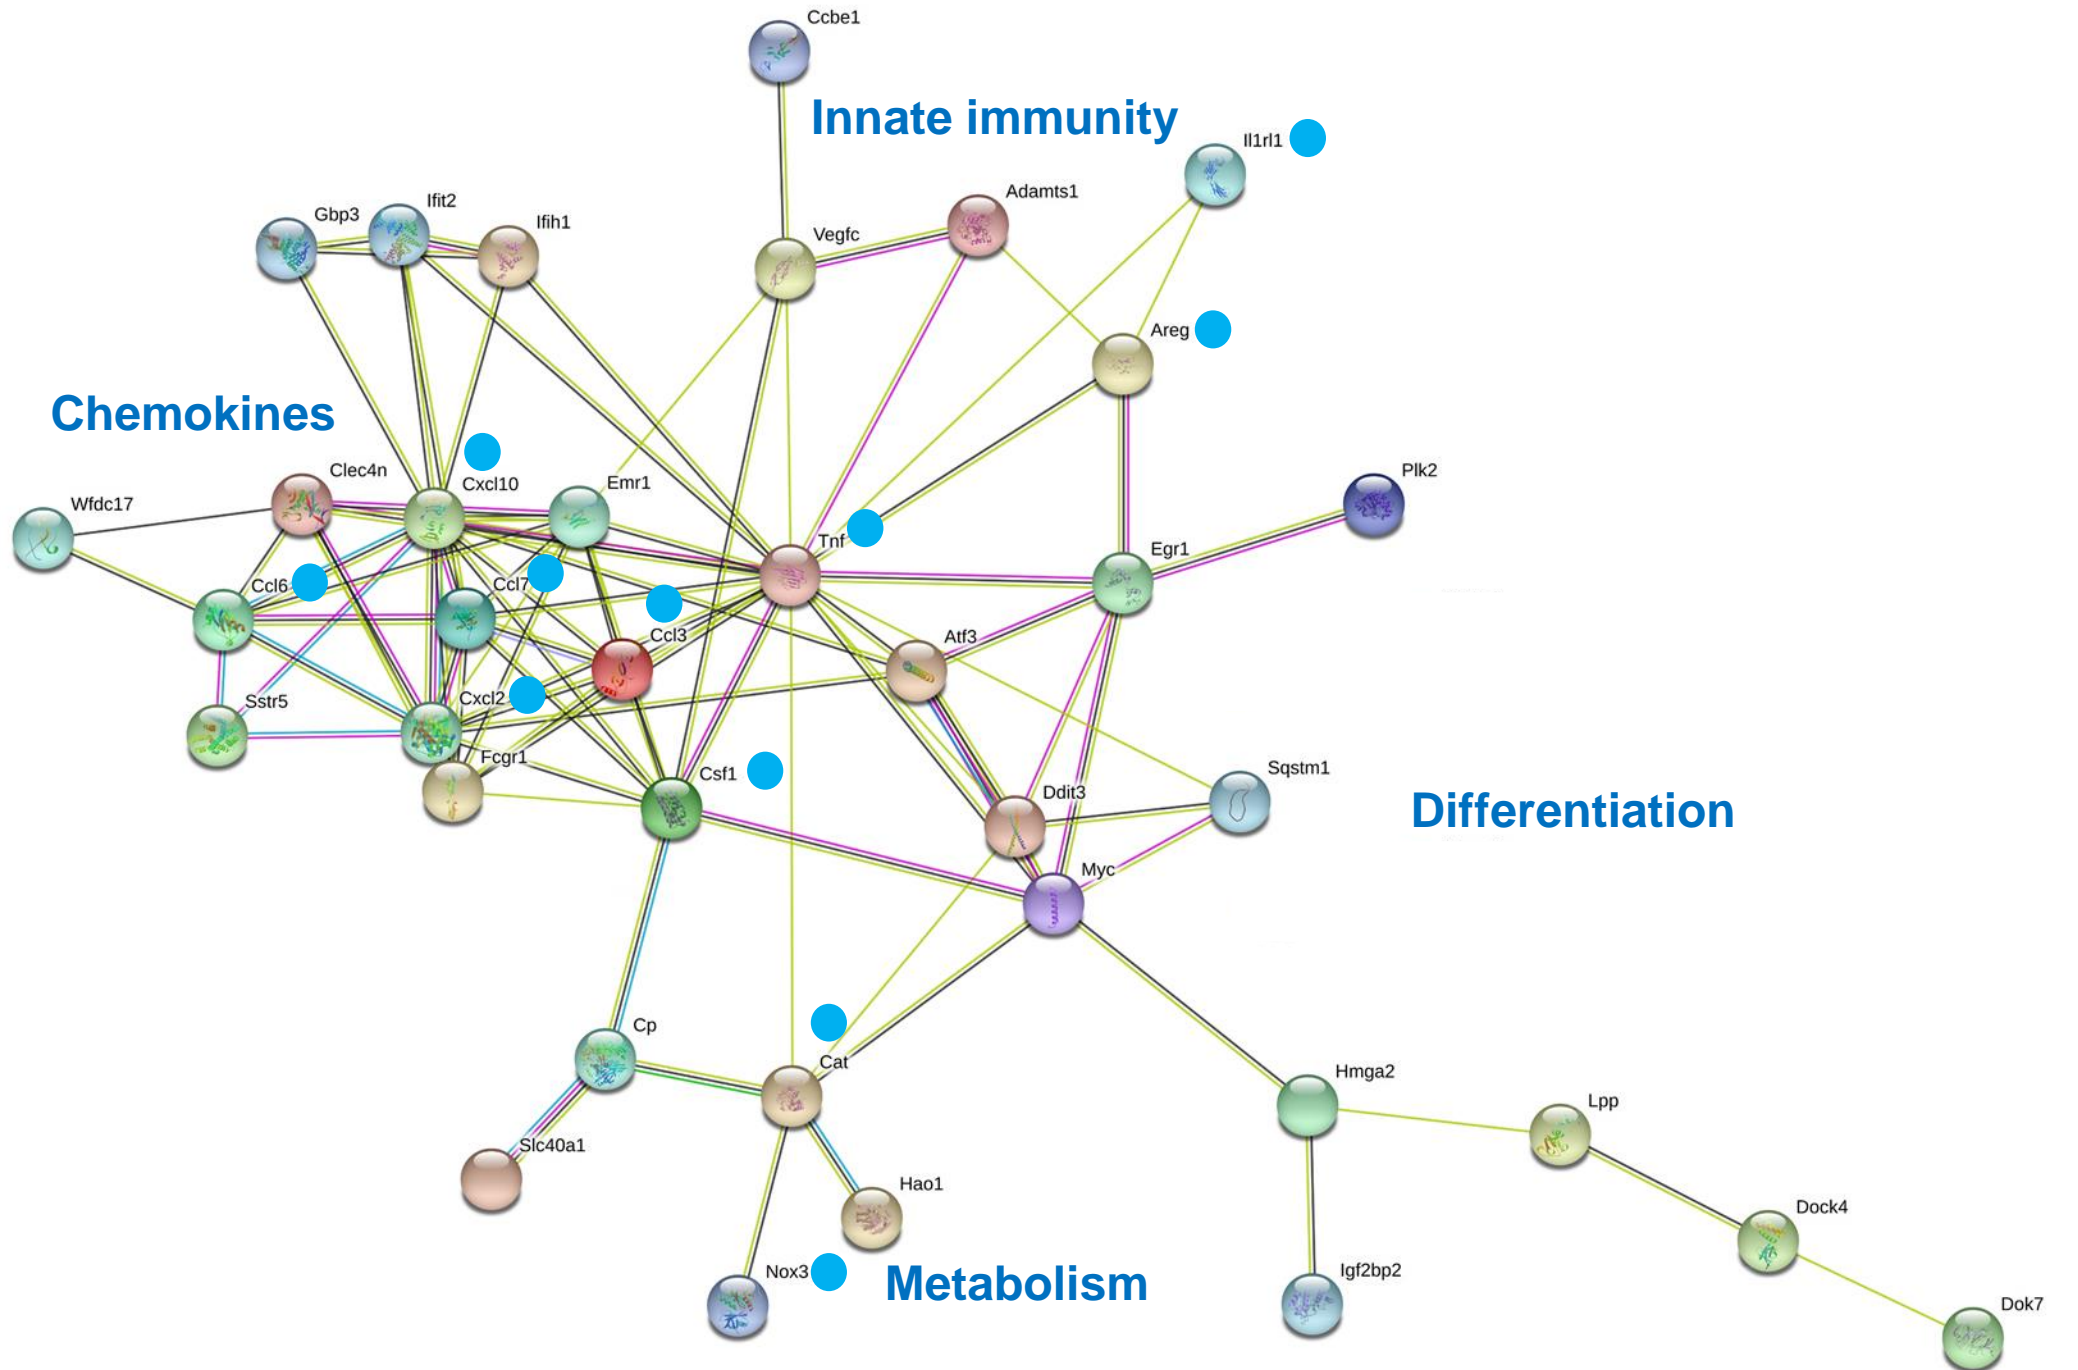 Ccbe1
Innate immunity
Il1rl1
Adamts1
Gbp3
Ifit2
Ifih1
Vegfc
Areg
Chemokines
Clec4n
Cxcl10
Emr1
Plk2
Wfdc17
Tnf
Egr1
Ccl6
Ccl7
Ccl3
Atf3
Sstr5
Cxcl2
Fcgr1
Csf1
Ddit3
Sqstm1
Differentiation
Myc
Cp
Cat
Hmga2
Lpp
Slc40a1
Hao1
Dock4
Nox3
Metabolism
Igf2bp2
Dok7